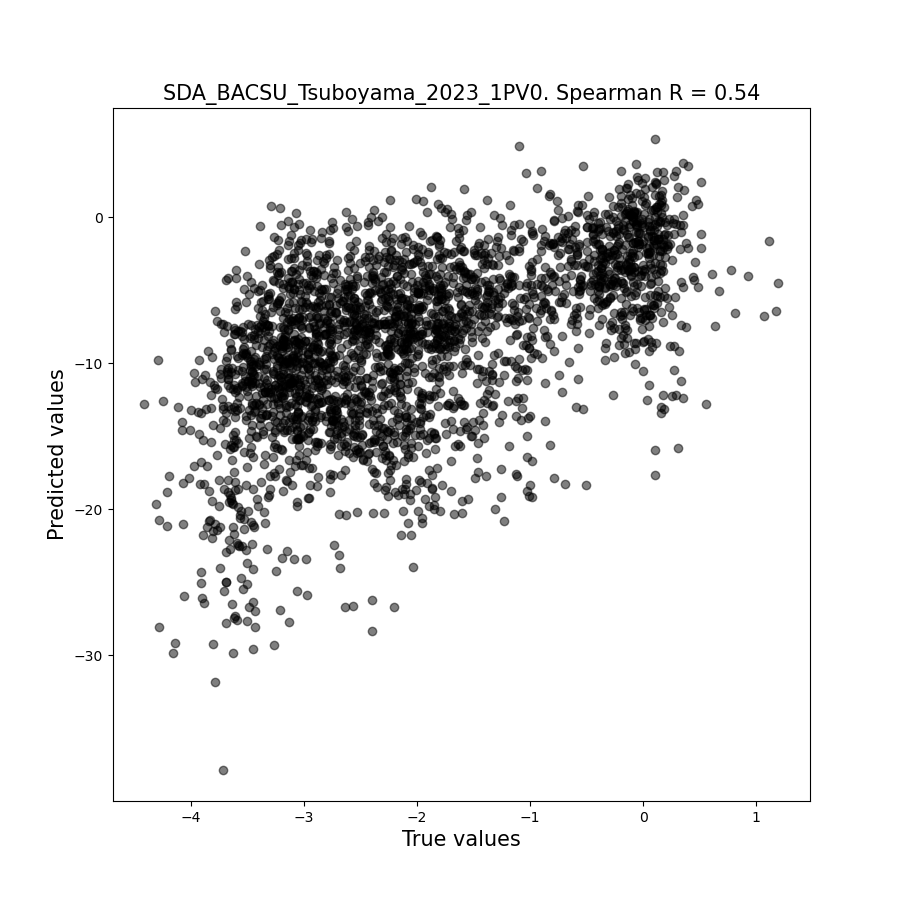 SDA_BACSU_Tsuboyama_2023_1PV0. Spearman R = 0.54
0
−10
−20
−30
Predicted values
−4 −3 −2 −1 0 1
True values